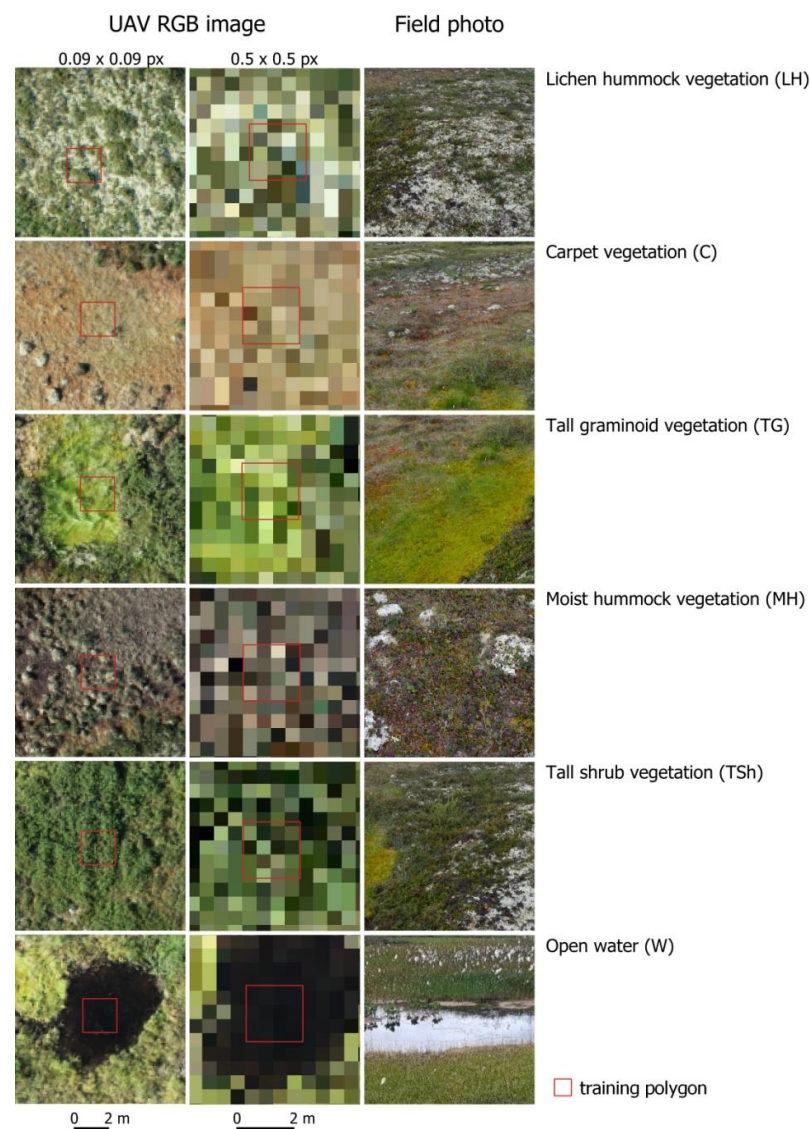 UAV RGB image
Field photo
0.09 x 0.09 px
0.5 x 0.5 px
Lichen hummock vegetation (LH)
Carpet vegetation (C)
Tall graminoid vegetation (TG)
Moist hummock vegetation (MH)
Tall shrub vegetation (TSh)
Open water (W)
training polygon
0 2 m
0 2 m